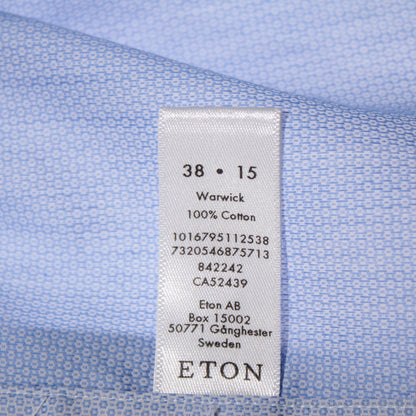 38 • 15
Warwick
100% Cotton
1016795112538
7320546875713
842242
CA52439
Eton AB
Box 15002
50771 Gånghester
Sweden
ETON